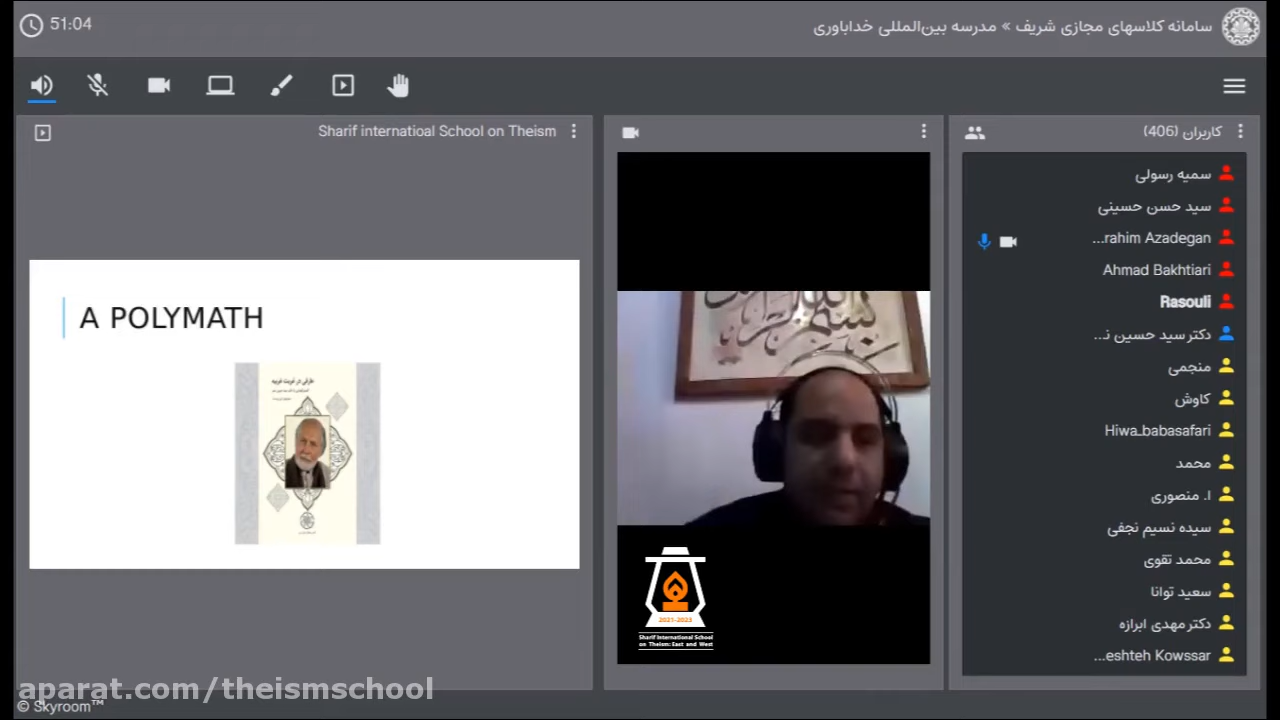 51:04
سامانه کلاسهای مجازی شریف » مدرسه بین‌المللی خداباوری
Sharif internatioal School on Theism
A POLYMATH
2021-2023
Sharif International School
on Theism: East and West
کاربران (406)
سمیه رسولی
سید حسن حسینی
...rahim Azadegan
Ahmad Bakhtiari
Rasouli
دکتر سید حسین ن...
منجمی
کاوش
Hiwa_babasafari
محمد
ا. منصوری
سیده نسیم نجفی
محمد تقوی
سعید توانا
دکتر مهدی ابرازه
...eshteh Kowssar
aparat.com/theismschool
© Skyroom™